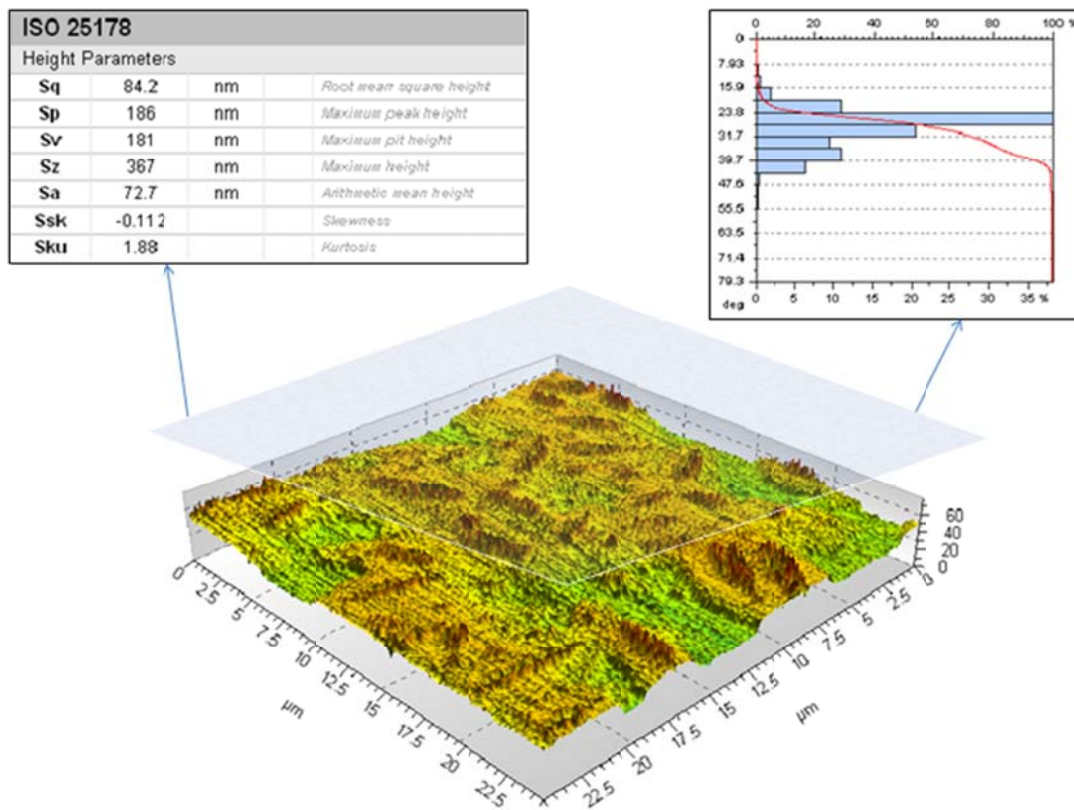 ISO 25178
Height Parameters
Sq 84.2 nm Root mean square height
Sp 186 nm Maximum peak height
Sv 181 nm Maximum pit height
Sz 367 nm Maximum height
Sa 72.7 nm Arithmetic mean height
Ssk -0.112 Skewness
Sku 1.88 Kurtosis
0 20 40 60 80 100 %
0
7.93
15.9
23.8
31.7
39.7
47.6
55.5
63.5
71.4
79.3
deg 0 5 10 15 20 25 30 35 %
60
40
20
0
0 2.5 5 7.5 10 12.5 15 17.5 20 22.5
µm
0 2.5 5 7.5 10 12.5 15 17.5 20 22.5
µm